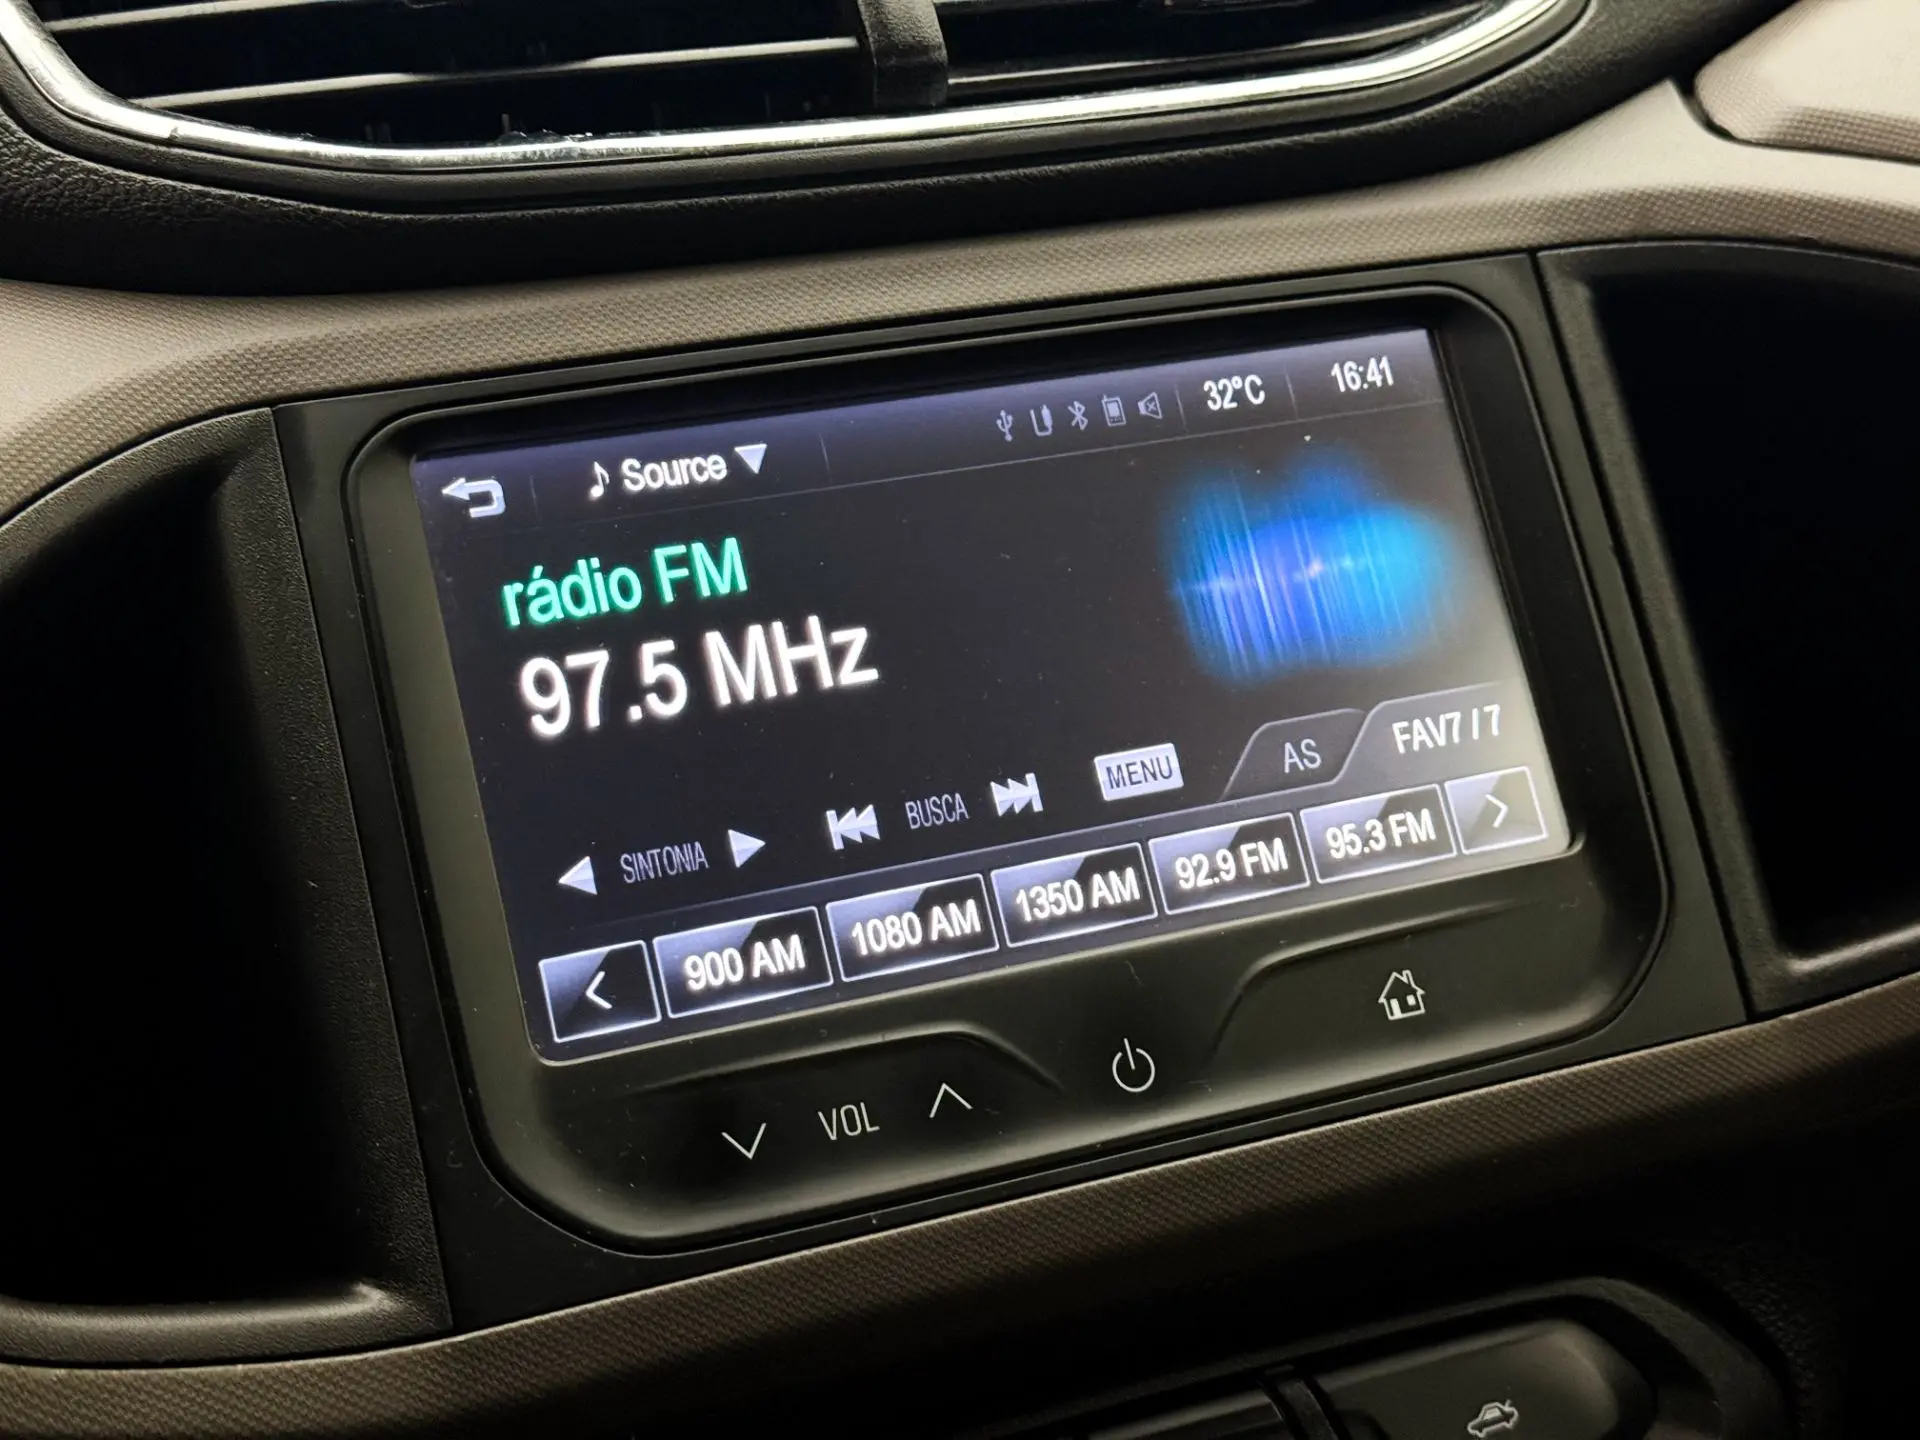 Source
32°C
16:41
rádio FM
97.5 MHz
SINTONIA
BUSCA
MENU
AS
FAV7 / 7
900 AM
1080 AM
1350 AM
92.9 FM
95.3 FM
VOL